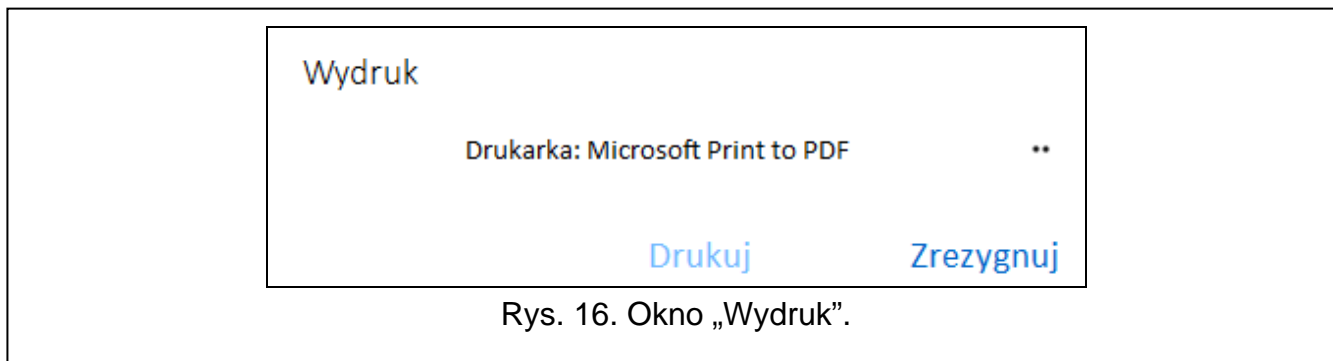 Wydruk
Drukarka: Microsoft Print to PDF ••
Drukuj Zrezygnuj
Rys. 16. Okno „Wydruk”.